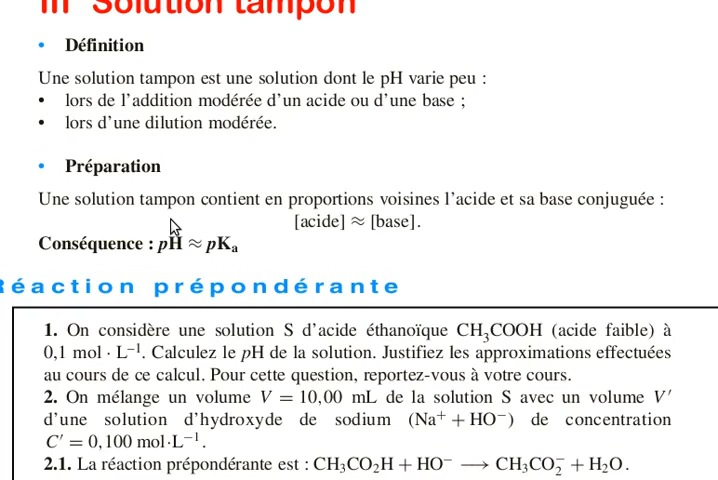 III Solution tampon
• Définition
Une solution tampon est une solution dont le pH varie peu :
• lors de l’addition modérée d’un acide ou d’une base ;
• lors d’une dilution modérée.
• Préparation
Une solution tampon contient en proportions voisines l’acide et sa base conjuguée :
[acide] ≈ [base].
Conséquence : pH ≈ pKₐ
Réaction prépondérante
1. On considère une solution S d’acide éthanoïque CH₃COOH (acide faible) à
0,1 mol · L⁻¹. Calculez le pH de la solution. Justifiez les approximations effectuées
au cours de ce calcul. Pour cette question, reportez-vous à votre cours.
2. On mélange un volume V = 10,00 mL de la solution S avec un volume V′
d’une solution d’hydroxyde de sodium (Na⁺ + HO⁻) de concentration
C′ = 0,100 mol·L⁻¹.
2.1. La réaction prépondérante est : CH₃CO₂H + HO⁻ ⟶ CH₃CO₂⁻ + H₂O.